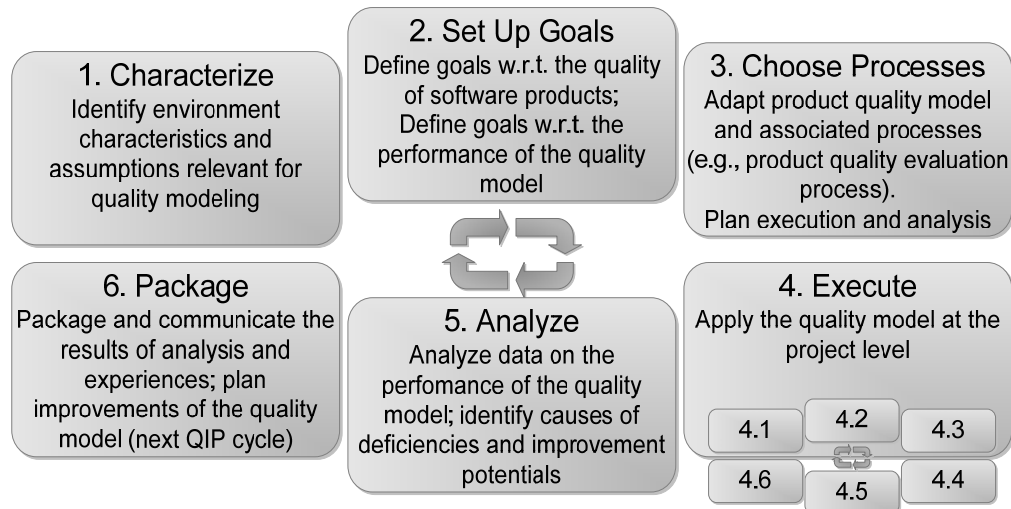 1. Characterize
Identify environment
characteristics and
assumptions relevant for
quality modeling
2. Set Up Goals
Define goals w.r.t. the quality
of software products;
Define goals w.r.t. the
performance of the quality
model
3. Choose Processes
Adapt product quality model
and associated processes
(e.g., product quality evaluation
process).
Plan execution and analysis
4. Execute
Apply the quality model at the
project level
4.1
4.2
4.3
4.4
4.5
4.6
5. Analyze
Analyze data on the
perfomance of the quality
model; identify causes of
deficiencies and improvement
potentials
6. Package
Package and communicate the
results of analysis and
experiences; plan
improvements of the quality
model (next QIP cycle)